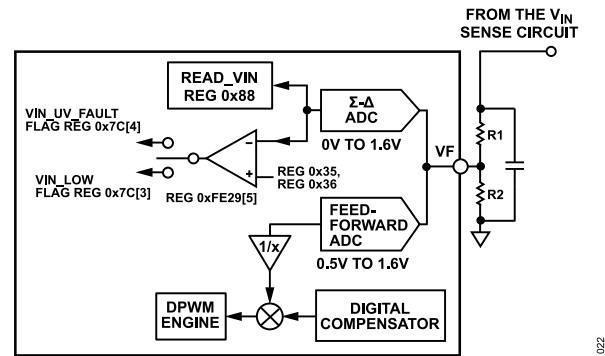 FROM THE VIN
SENSE CIRCUIT
READ_VIN
REG 0x88
Σ-Δ
ADC
0V TO 1.6V
VIN_UV_FAULT
FLAG REG 0x7C[4]
VIN_LOW
FLAG REG 0x7C[3]
–
+
REG 0x35,
REG 0x36
REG 0xFE29[5]
VF
R1
R2
FEED-
FORWARD
ADC
0.5V TO 1.6V
1/x
DPWM
ENGINE
DIGITAL
COMPENSATOR
022